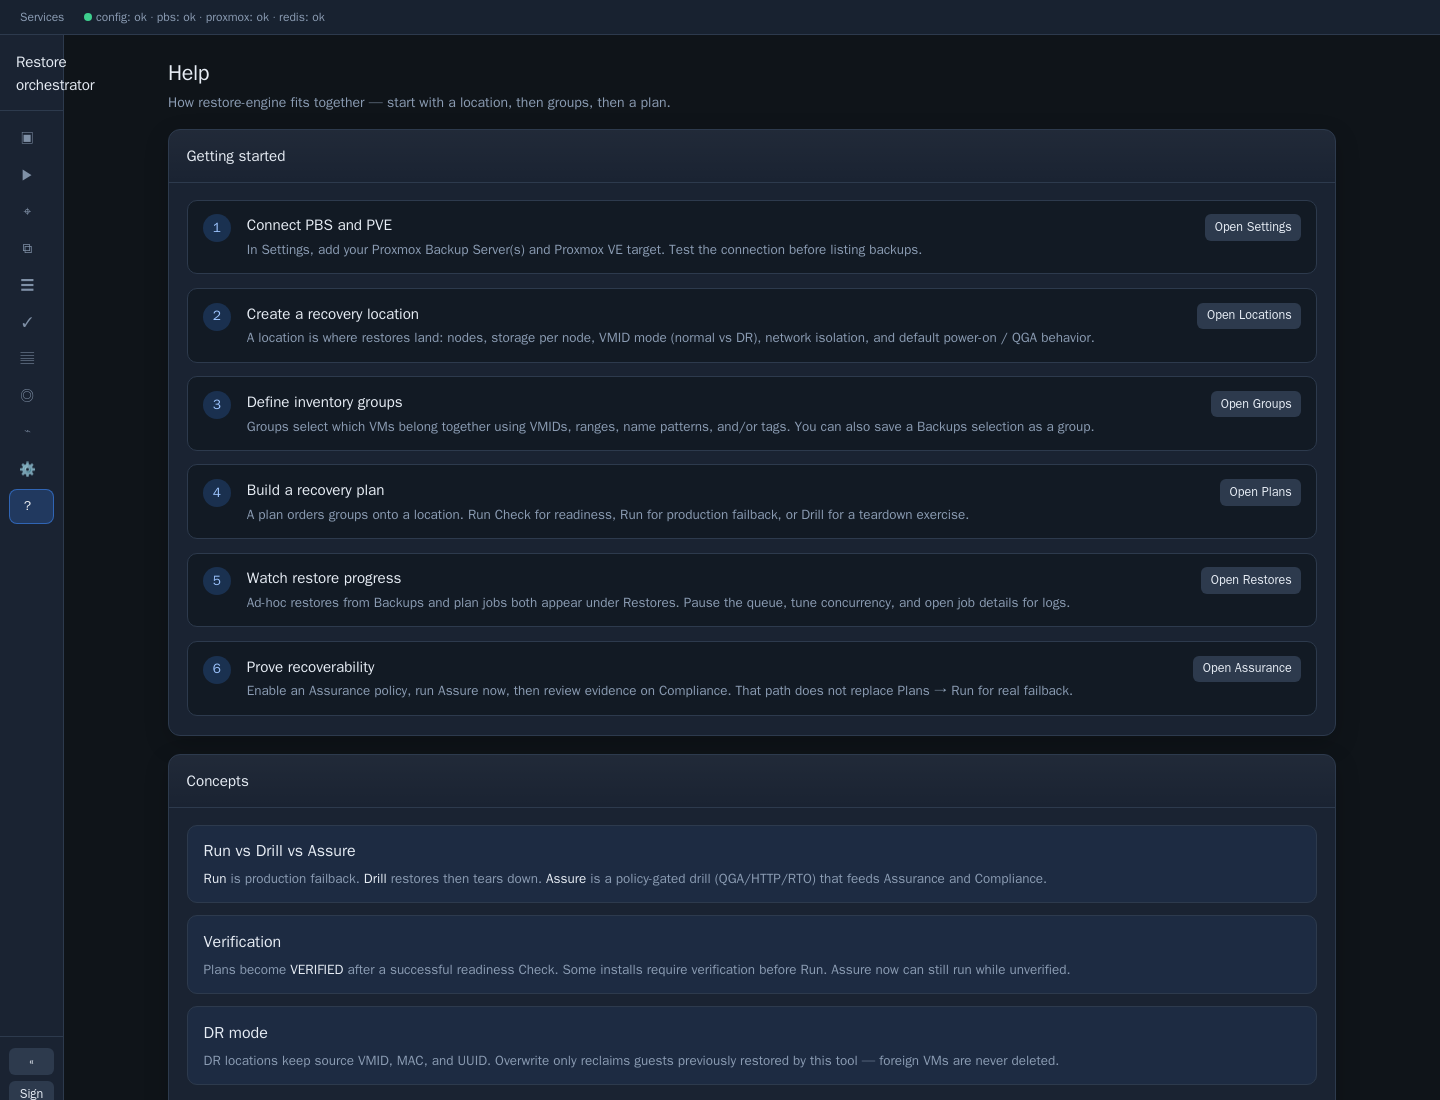 Services
config: ok · pbs: ok · proxmox: ok · redis: ok
Restore
orchestrator
Help
How restore-engine fits together — start with a location, then groups, then a plan.
Getting started
1
Connect PBS and PVE
Open Settings
In Settings, add your Proxmox Backup Server(s) and Proxmox VE target. Test the connection before listing backups.
2
Create a recovery location
Open Locations
A location is where restores land: nodes, storage per node, VMID mode (normal vs DR), network isolation, and default power-on / QGA behavior.
3
Define inventory groups
Open Groups
Groups select which VMs belong together using VMIDs, ranges, name patterns, and/or tags. You can also save a Backups selection as a group.
4
Build a recovery plan
Open Plans
A plan orders groups onto a location. Run Check for readiness, Run for production failback, or Drill for a teardown exercise.
5
Watch restore progress
Open Restores
Ad-hoc restores from Backups and plan jobs both appear under Restores. Pause the queue, tune concurrency, and open job details for logs.
6
Prove recoverability
Open Assurance
Enable an Assurance policy, run Assure now, then review evidence on Compliance. That path does not replace Plans → Run for real failback.
Concepts
Run vs Drill vs Assure
Run is production failback. Drill restores then tears down. Assure is a policy-gated drill (QGA/HTTP/RTO) that feeds Assurance and Compliance.
Verification
Plans become VERIFIED after a successful readiness Check. Some installs require verification before Run. Assure now can still run while unverified.
DR mode
DR locations keep source VMID, MAC, and UUID. Overwrite only reclaims guests previously restored by this tool — foreign VMs are never deleted.
?
«
Sign